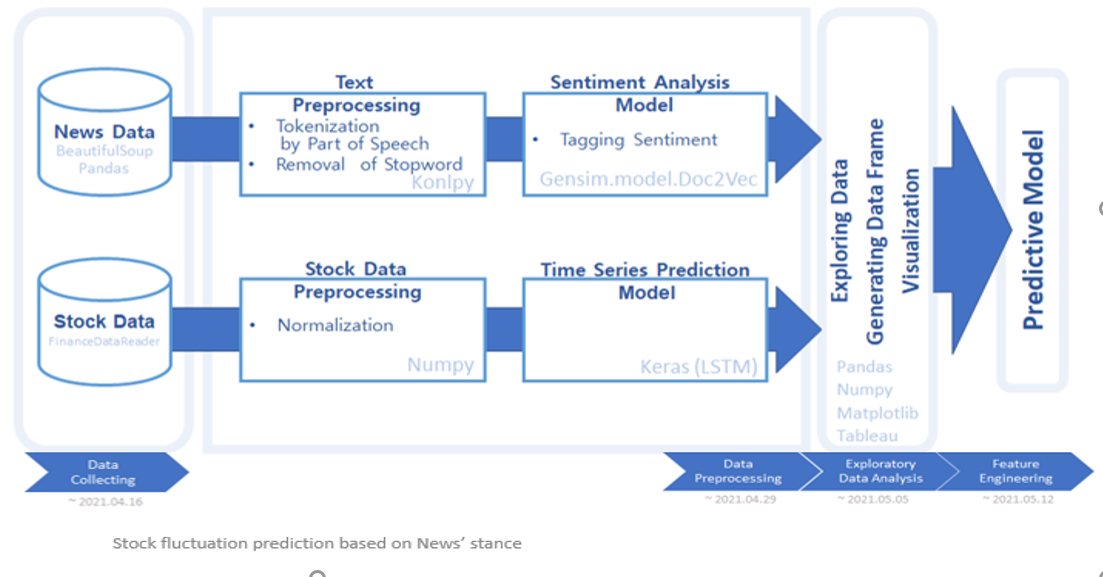 News Data
BeautifulSoup
Pandas
Text
Preprocessing
• Tokenization
by Part of Speech
• Removal of Stopword
Konlpy
Sentiment Analysis
Model
• Tagging Sentiment
Gensim.model.Doc2Vec
Stock Data
FinanceDataReader
Stock Data
Preprocessing
• Normalization
Numpy
Time Series Prediction
Model
Keras (LSTM)
Exploring Data
Generating Data Frame
Visualization
Pandas
Numpy
Matplotlib
Tableau
Predictive Model
Data
Collecting
~ 2021.04.16
Data
Preprocessing
~ 2021.04.29
Exploratory
Data Analysis
~ 2021.05.05
Feature
Engineering
~ 2021.05.12
Stock fluctuation prediction based on News’ stance